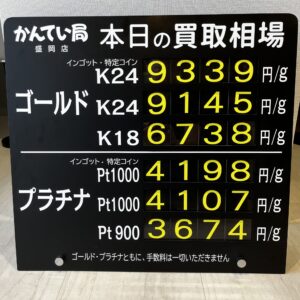 かんてい局
盛岡店
本日の買取相場
インゴット・特定コイン
K24 9339 円/g
ゴールド K24 9145 円/g
K18 6738 円/g
インゴット・特定コイン
Pt1000 4198 円/g
プラチナ Pt1000 4107 円/g
Pt900 3674 円/g
ゴールド・プラチナともに、手数料は一切いただきません